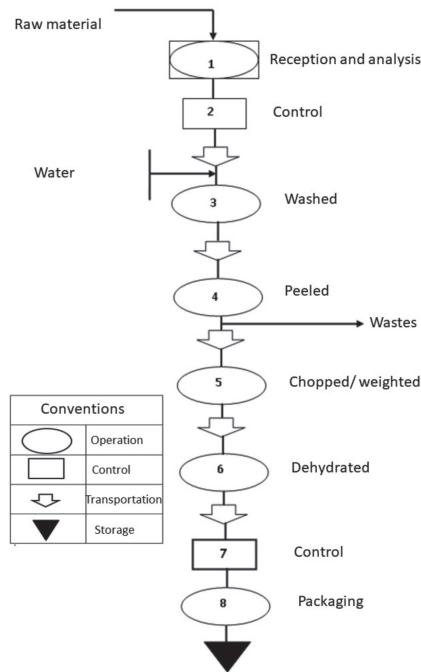 Raw material
1
Reception and analysis
2
Control
Water
3
Washed
4
Peeled
Wastes
5
Chopped/ weighted
Conventions
Operation
Control
Transportation
Storage
6
Dehydrated
7
Control
8
Packaging